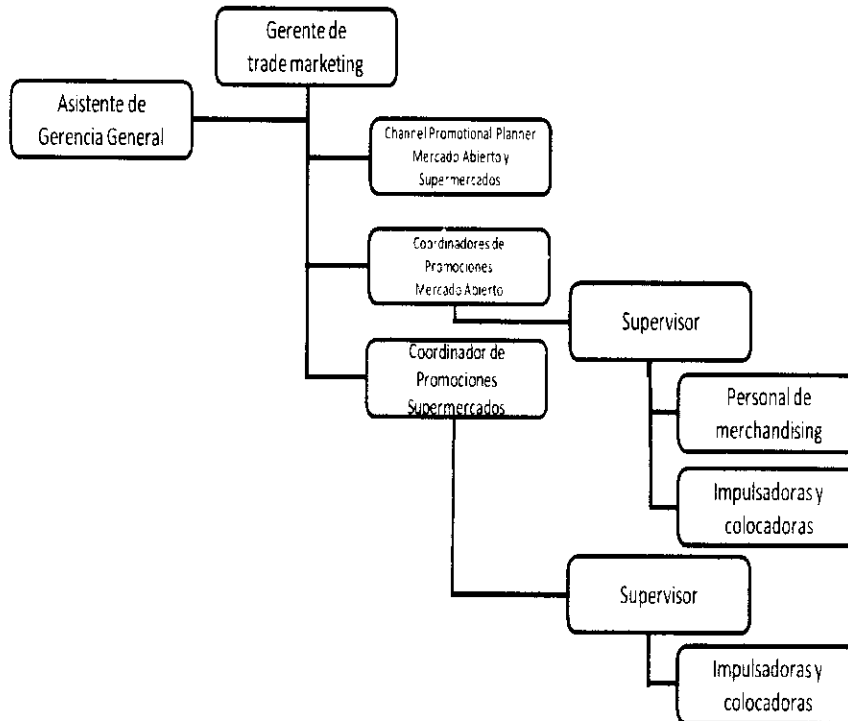 Gerente de
trade marketing
Asistente de
Gerencia General
Channel Promotional Planner
Mercado Abierto y
Supermercados
Coordinadores de
Promociones
Mercado Abierto
Supervisor
Coordinador de
Promociones
Supermercados
Personal de
merchandising
Impulsadoras y
colocadoras
Supervisor
Impulsadoras y
colocadoras